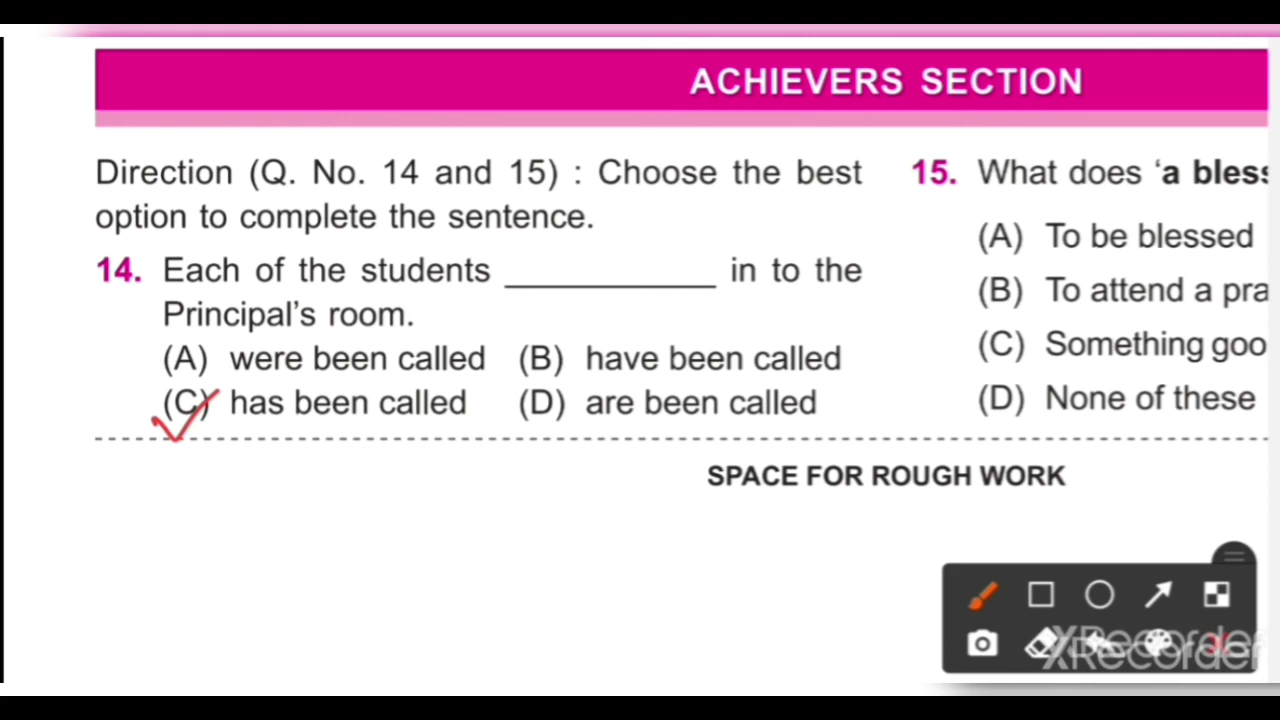 ACHIEVERS SECTION
Direction (Q. No. 14 and 15) : Choose the best
option to complete the sentence.
14. Each of the students ____________ in to the
Principal's room.
(A) were been called (B) have been called
(C) has been called (D) are been called
15. What does 'a bless
(A) To be blessed
(B) To attend a pra
(C) Something goo
(D) None of these
SPACE FOR ROUGH WORK
XRecorder
XRecorder